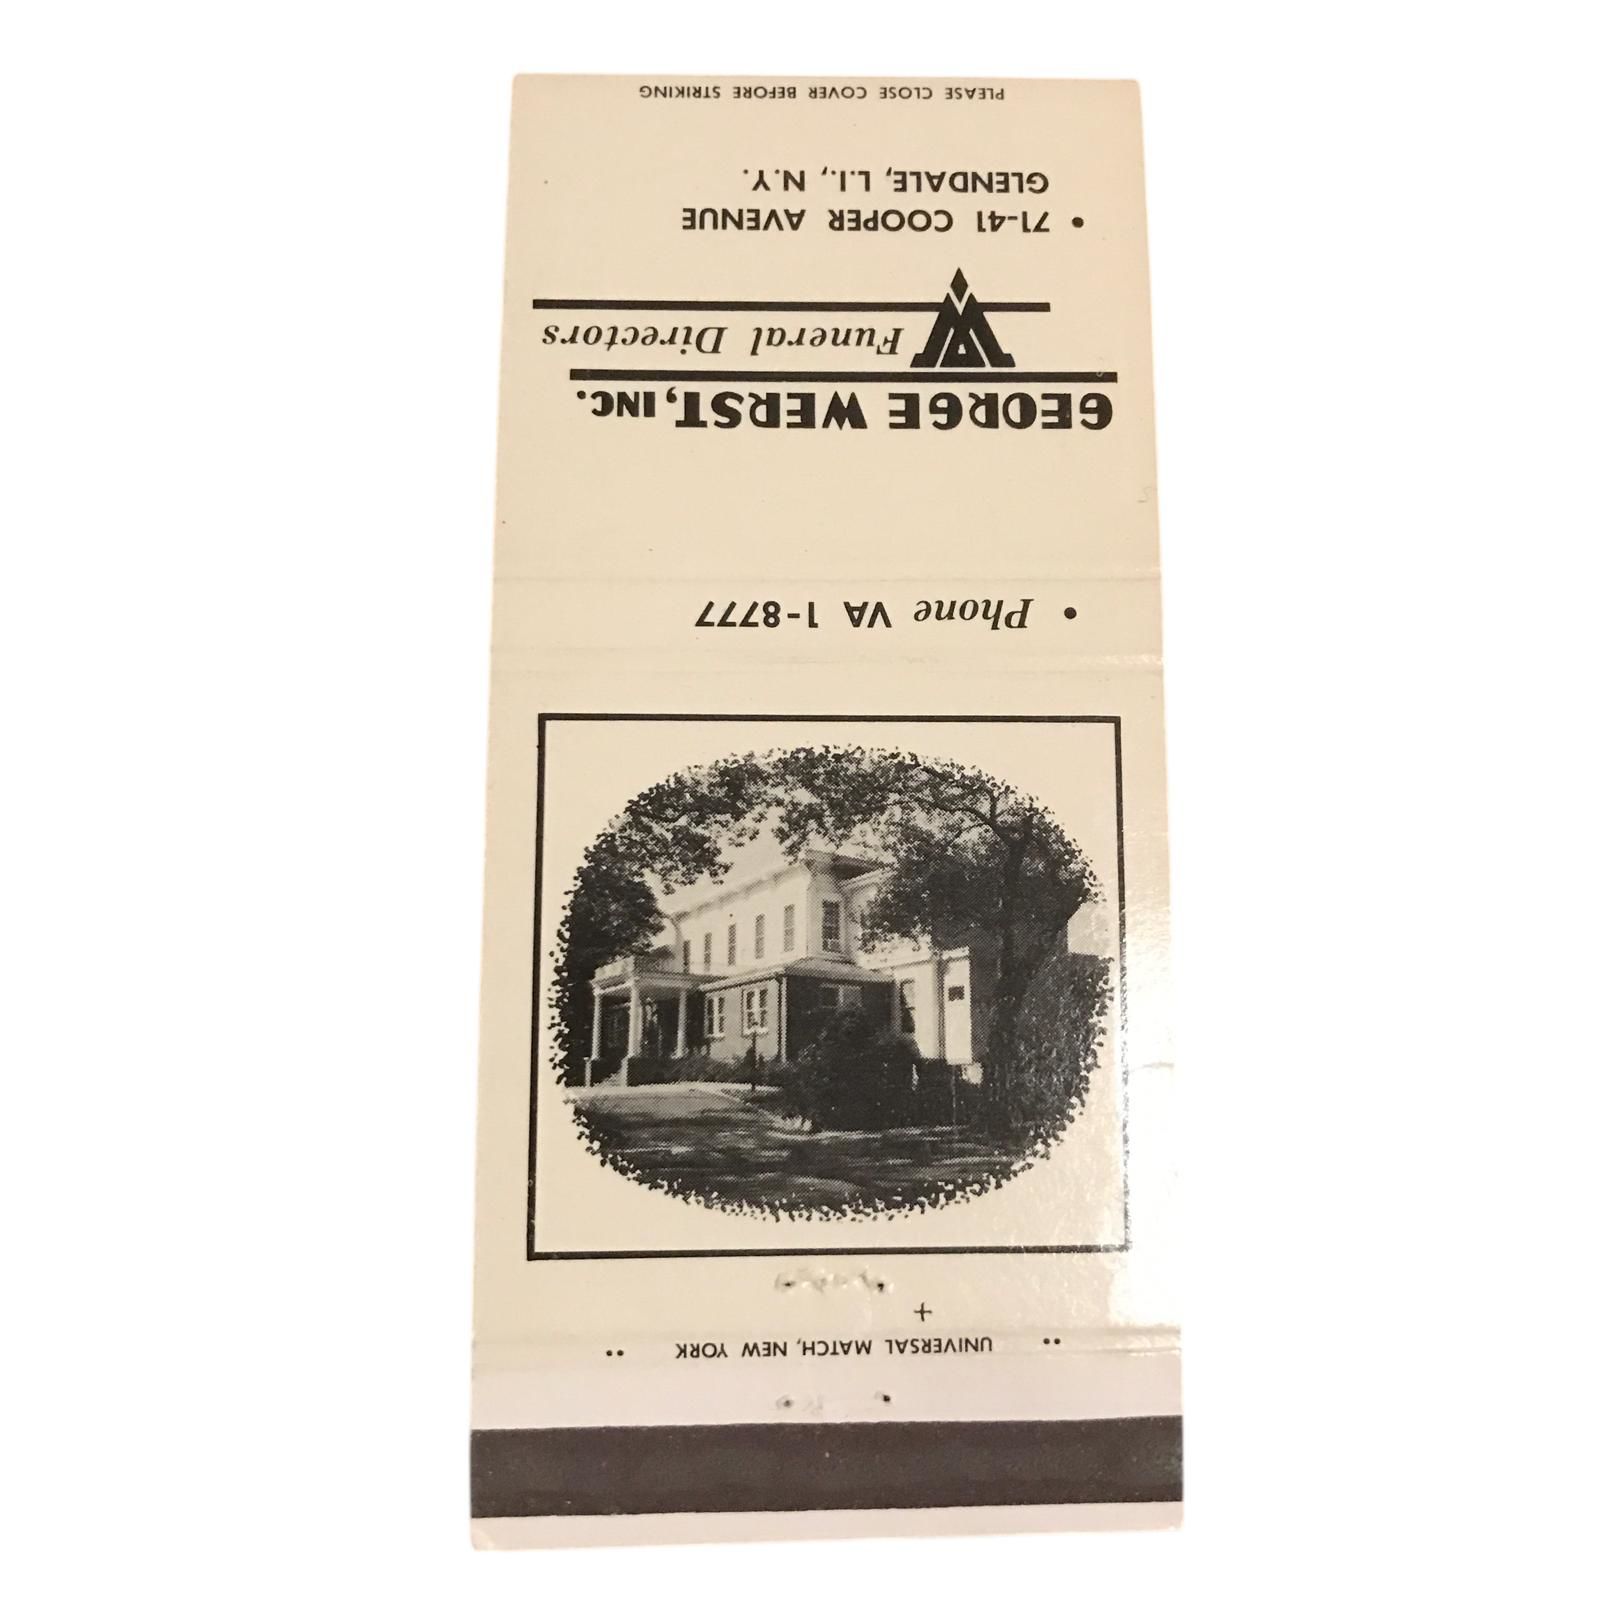 GEORGE WERST, INC.
Funeral Directors
• 71-41 COOPER AVENUE
GLENDALE, L.I., N.Y.
PLEASE CLOSE COVER BEFORE STRIKING
• Phone VA 1-8777
UNIVERSAL MATCH, NEW YORK